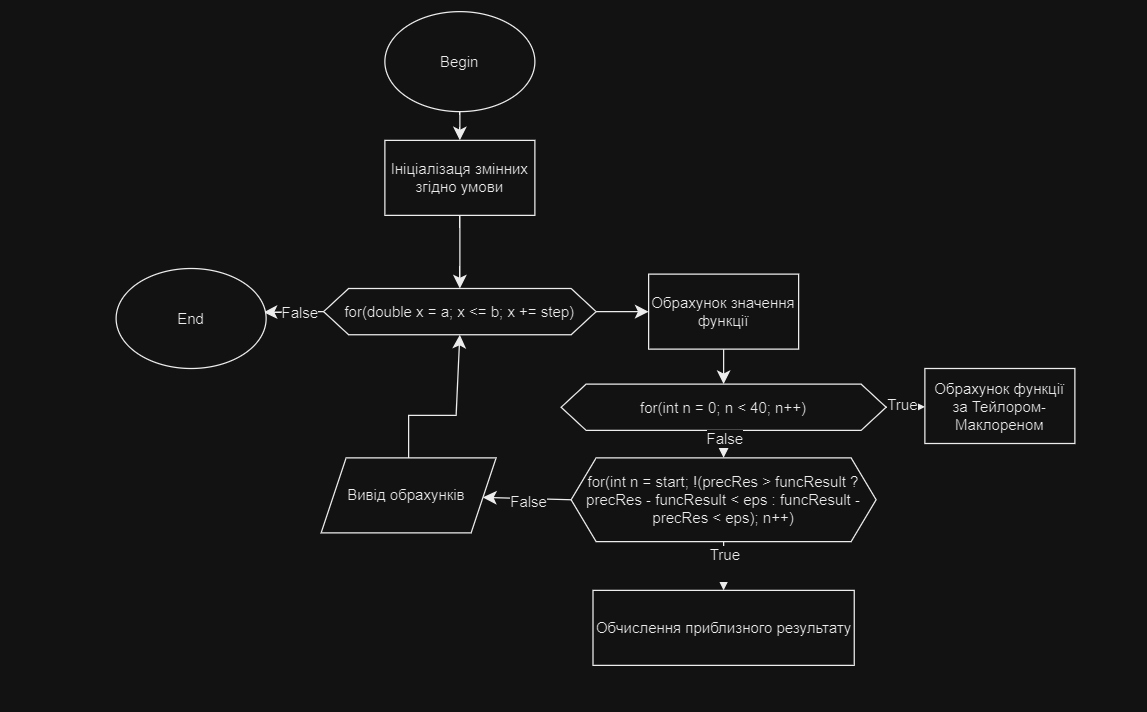 Begin
Ініціалізаця змінних
згідно умови
End
False
for(double x = a; x <= b; x += step)
Обрахунок значення
функції
for(int n = 0; n < 40; n++)
True
Обрахунок функції
за Тейлором-
Маклореном
False
for(int n = start; !(precRes > funcResult ?
precRes - funcResult < eps : funcResult -
precRes < eps); n++)
False
Вивід обрахунків
True
Обчислення приблизного результату